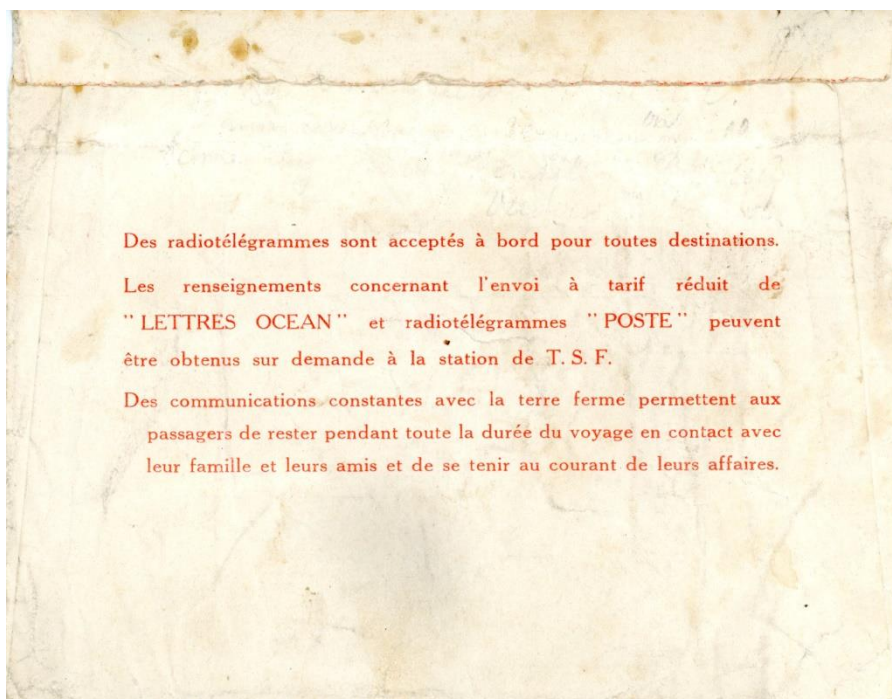 Des radiotélégrammes sont acceptés à bord pour toutes destinations.
Les renseignements concernant l'envoi à tarif réduit de
" LETTRES OCEAN " et radiotélégrammes " POSTE " peuvent
être obtenus sur demande à la station de T. S. F.
Des communications constantes avec la terre ferme permettent aux
passagers de rester pendant toute la durée du voyage en contact avec
leur famille et leurs amis et de se tenir au courant de leurs affaires.